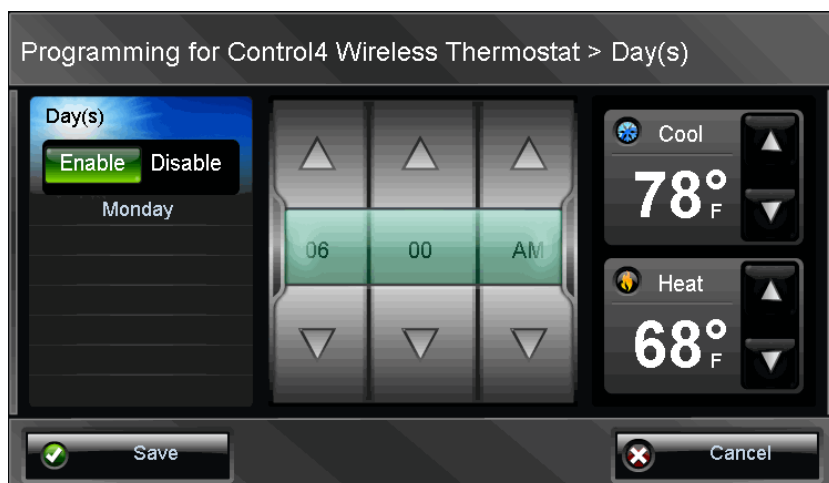 Programming for Control4 Wireless Thermostat > Day(s)
Day(s)
Enable Disable
Monday
06 00 AM
Cool
78°F
Heat
68°F
Save
Cancel